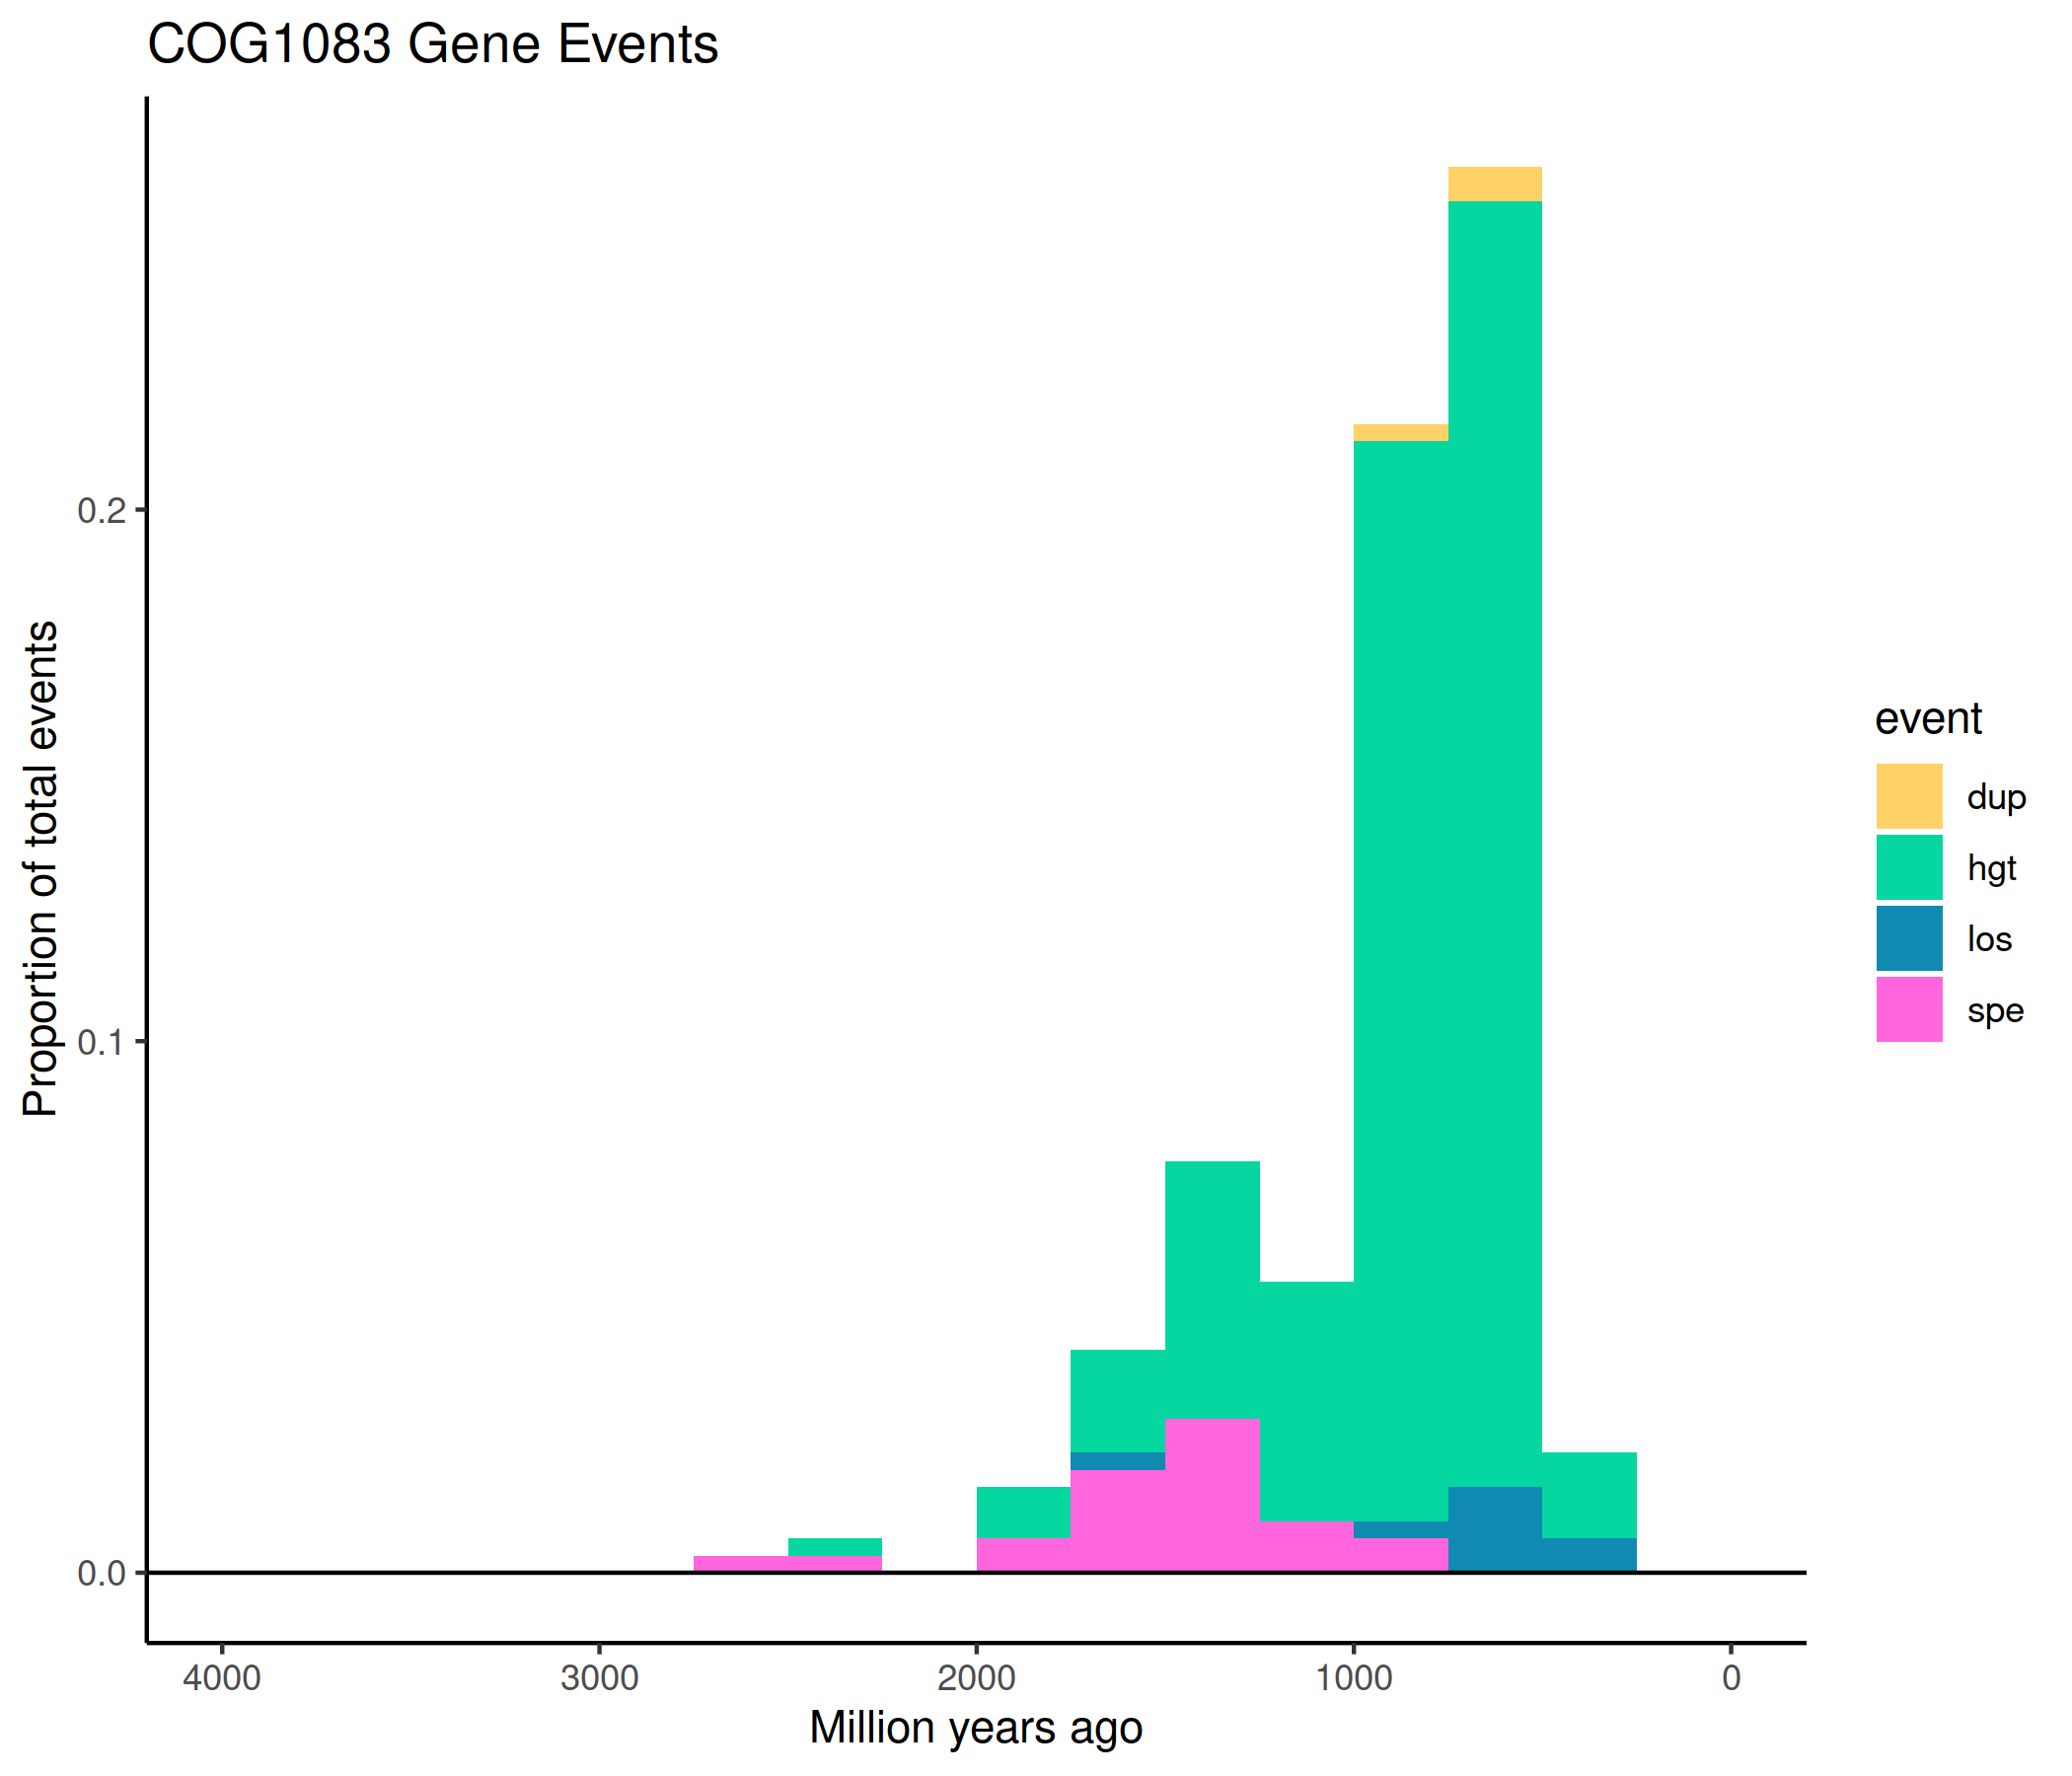 COG1083 Gene Events
Proportion of total events
0.2
0.1
0.0
4000 3000 2000 1000 0
Million years ago
event
dup
hgt
los
spe